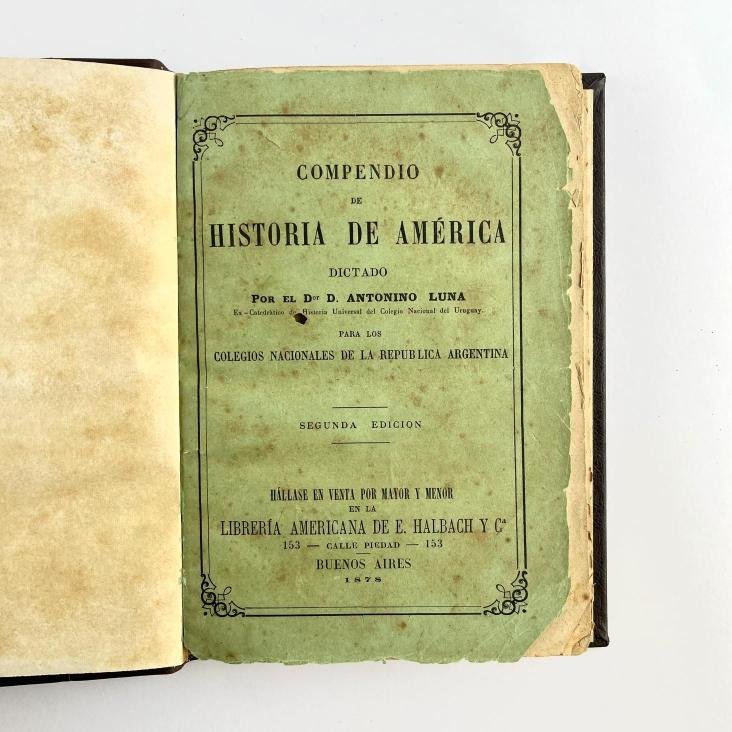 COMPENDIO
DE
HISTORIA DE AMÉRICA
DICTADO
POR EL Dor D. ANTONINO LUNA
Ex-Catedrático de Historia Universal del Colegio Nacional del Uruguay.
PARA LOS
COLEGIOS NACIONALES DE LA REPUBLICA ARGENTINA
SEGUNDA EDICION
HÁLLASE EN VENTA POR MAYOR Y MENOR
EN LA
LIBRERÍA AMERICANA DE E. HALBACH Y Ca
153 — CALLE PIEDAD — 153
BUENOS AIRES
1878